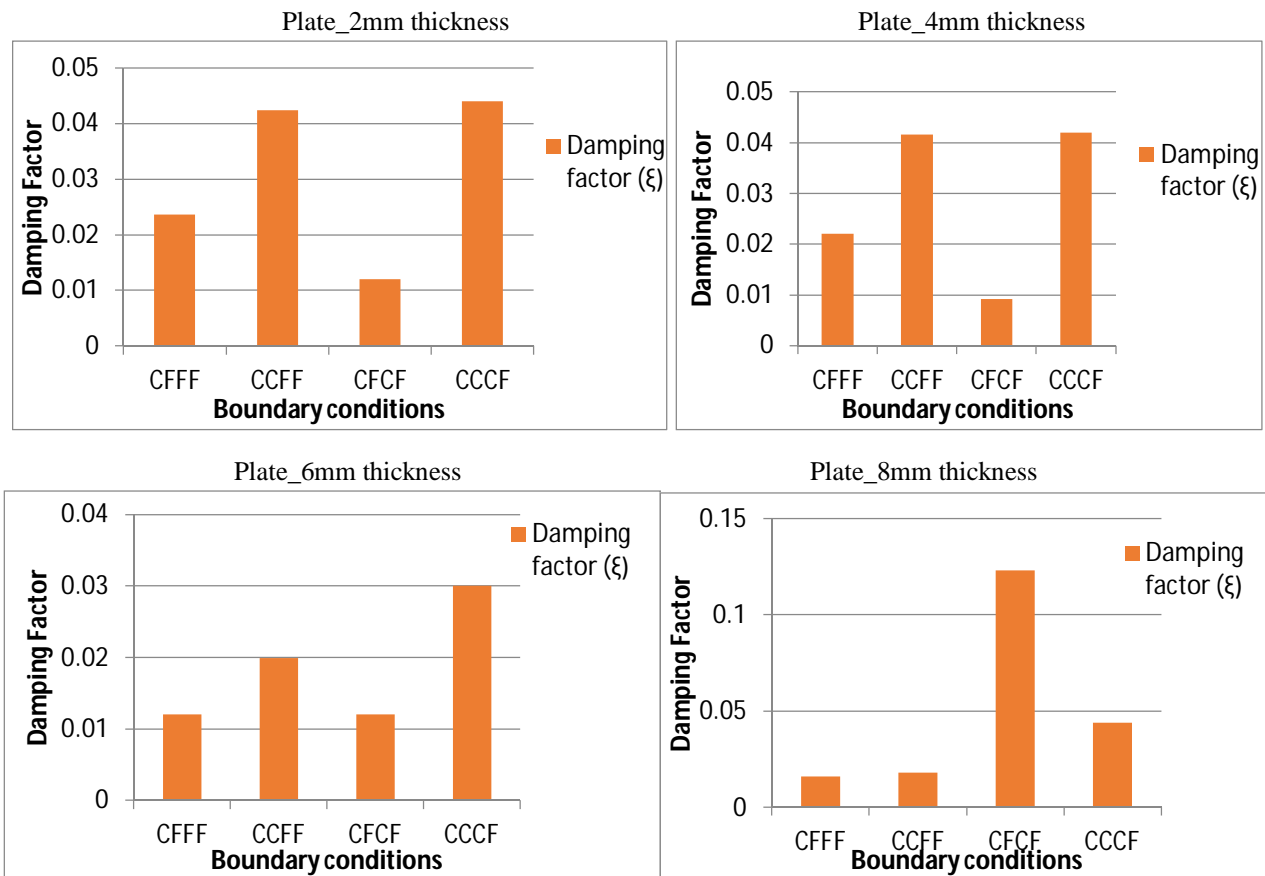 Plate_2mm thickness
0.05
0.04
0.03
0.02
0.01
0
Damping Factor
CFFF CCFF CFCF CCCF
Boundary conditions
Damping
factor (ξ)
Plate_4mm thickness
0.05
0.04
0.03
0.02
0.01
0
Damping Factor
CFFF CCFF CFCF CCCF
Boundary conditions
Damping
factor (ξ)
Plate_6mm thickness
0.04
0.03
0.02
0.01
0
Damping Factor
CFFF CCFF CFCF CCCF
Boundary conditions
Damping
factor (ξ)
Plate_8mm thickness
0.15
0.1
0.05
0
Damping Factor
CFFF CCFF CFCF CCCF
Boundary conditions
Damping
factor (ξ)